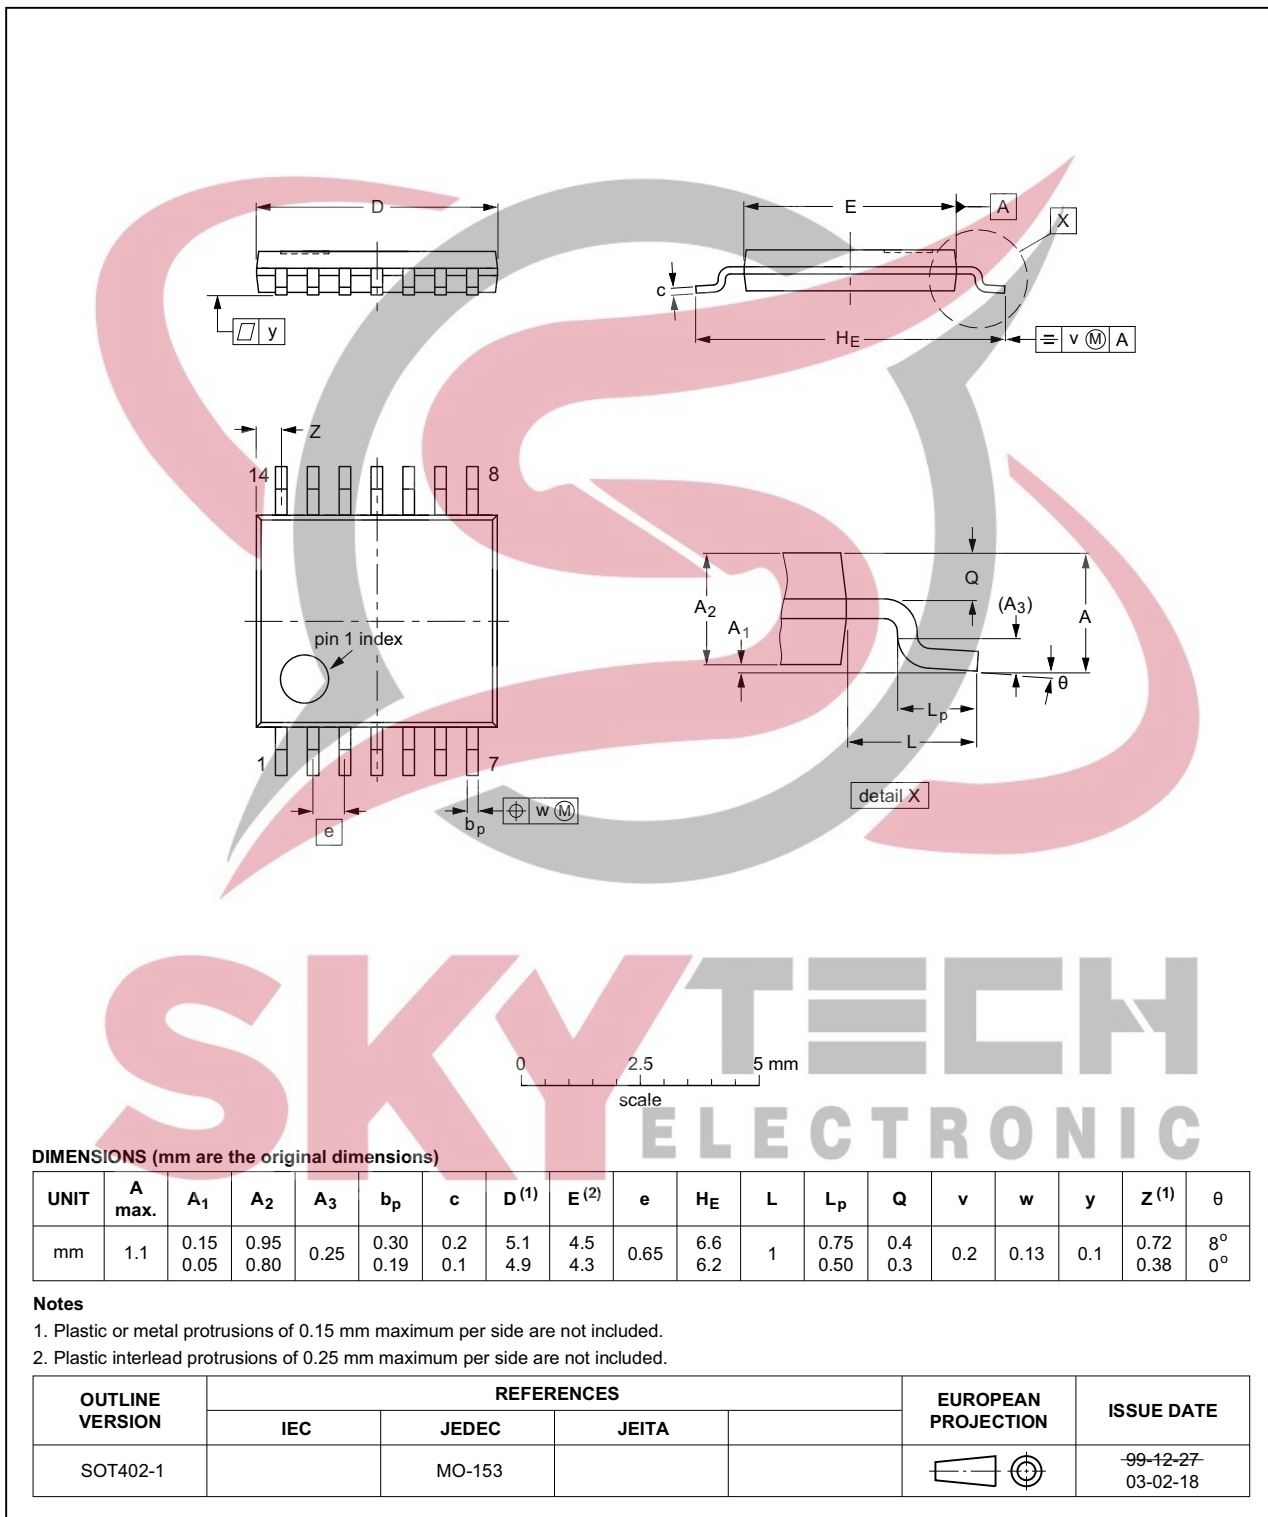 D
E
A
X
c
y
HE
v M A
Z
14
8
pin 1 index
1
7
e
bp
w M
Q
A2
A1
(A3)
A
θ
Lp
L
detail X
SKYTECH
0 2.5 5 mm
scale
ELECTRONIC
DIMENSIONS (mm are the original dimensions)
UNIT A max. A1 A2 A3 bp c D(1) E(2) e HE L Lp Q v w y Z(1) θ
mm 1.1 0.15 0.05 0.95 0.80 0.25 0.30 0.19 0.2 0.1 5.1 4.9 4.5 4.3 0.65 6.6 6.2 1 0.75 0.50 0.4 0.3 0.2 0.13 0.1 0.72 0.38 8° 0°
Notes
1. Plastic or metal protrusions of 0.15 mm maximum per side are not included.
2. Plastic interlead protrusions of 0.25 mm maximum per side are not included.
OUTLINE VERSION REFERENCES EUROPEAN PROJECTION ISSUE DATE
IEC JEDEC JEITA
SOT402-1 MO-153 99-12-27
03-02-18